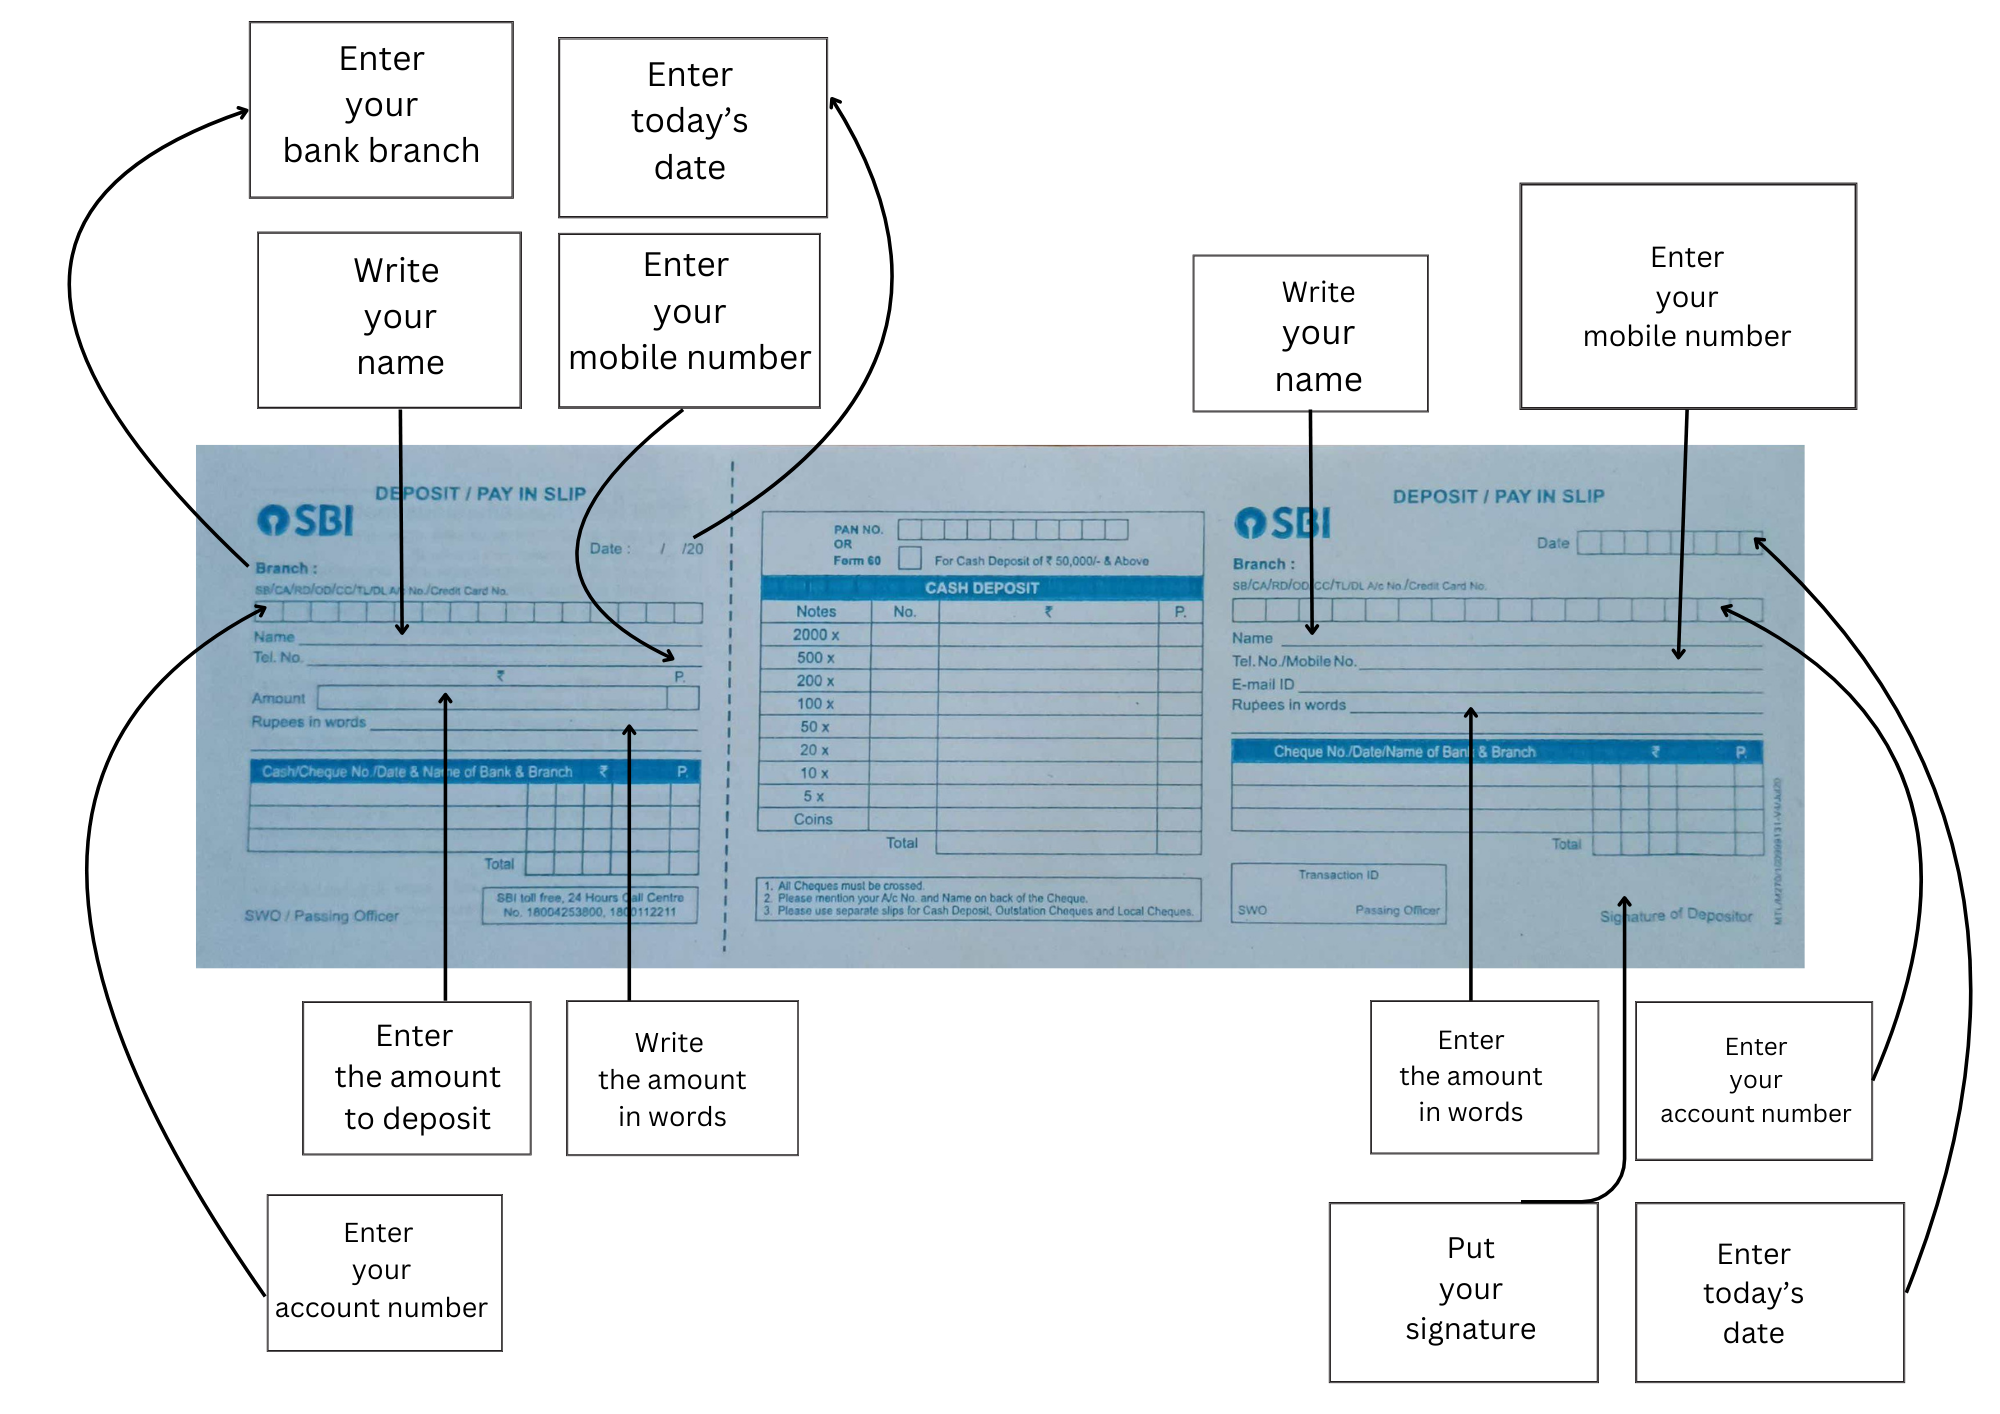 Enter
your
bank branch
Enter
today's
date
Write
your
name
Enter
your
mobile number
Write
your
name
Enter
your
mobile number
DEPOSIT / PAY IN SLIP
SBI
Date : / /20
Branch :
SB/CA/RD/OD/CC/TL/DL A/c No./Credit Card No.
Name
Tel. No.
₹ P.
Amount
Rupees in words
Cash/Cheque No./Date & Name of Bank & Branch ₹ P.
Total
SBI toll free, 24 Hours Call Centre
No. 18004253800, 1800112211
SWO / Passing Officer
PAN NO.
OR
Form 60 For Cash Deposit of ₹ 50,000/- & Above
CASH DEPOSIT
Notes No. ₹ P.
2000 x
500 x
200 x
100 x
50 x
20 x
10 x
5 x
Coins
Total
1. All Cheques must be crossed.
2. Please mention your A/c No. and Name on back of the Cheque.
3. Please use separate slips for Cash Deposit, Outstation Cheques and Local Cheques.
DEPOSIT / PAY IN SLIP
SBI
Date
Branch :
SB/CA/RD/OD/CC/TL/DL A/c No./Credit Card No.
Name
Tel. No./Mobile No.
E-mail ID
Rupees in words
Cheque No./Date/Name of Bank & Branch ₹ P.
Total
Transaction ID
SWO Passing Officer
Signature of Depositor
Enter
the amount
to deposit
Write
the amount
in words
Enter
the amount
in words
Enter
your
account number
Enter
your
account number
Put
your
signature
Enter
today's
date